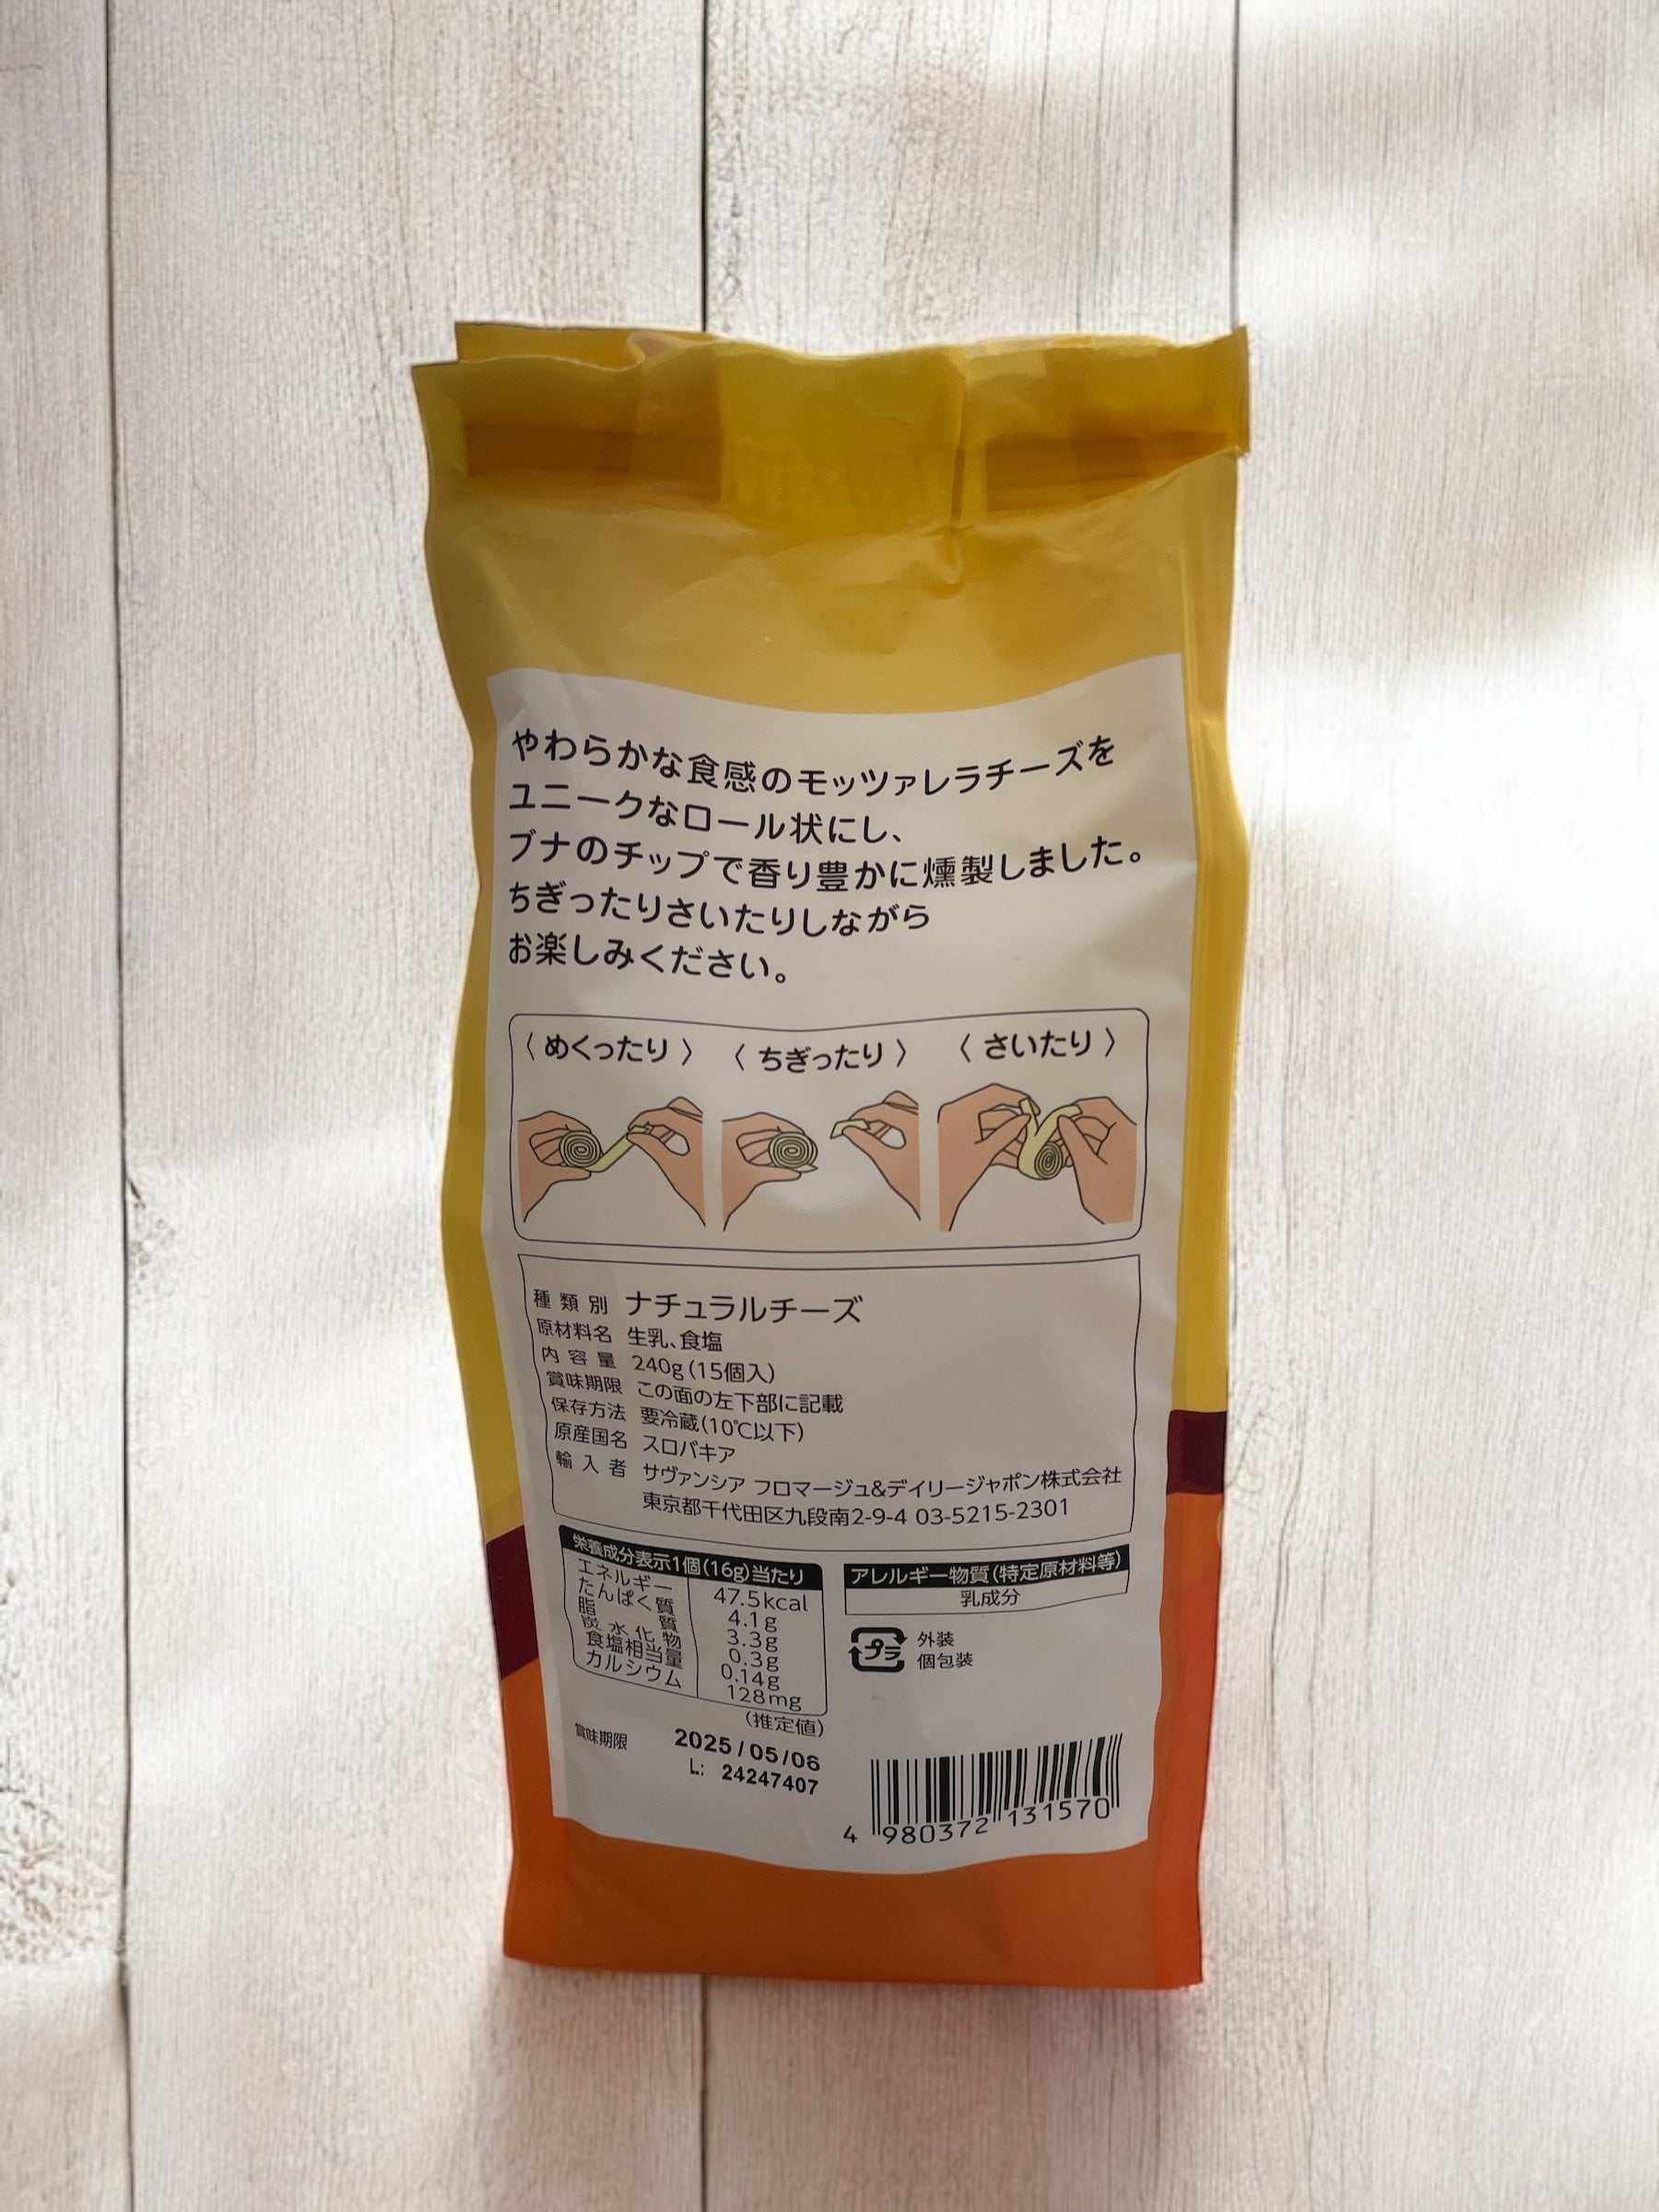 やわらかな食感のモッツァレラチーズを
ユニークなロール状にし、
ブナのチップで香り豊かに燻製しました。
ちぎったりさいたりしながら
お楽しみください。
〈めくったり〉 〈ちぎったり〉 〈さいたり〉
種類別 ナチュラルチーズ
原材料名 生乳、食塩
内容量 240g(15個入)
賞味期限 この面の左下部に記載
保存方法 要冷蔵(10℃以下)
原産国名 スロバキア
輸入者 サヴァンシア フロマージュ&デイリージャポン株式会社
東京都千代田区九段南2-9-4 03-5215-2301
栄養成分表示1個(16g)当たり
エネルギー 47.5kcal
たんぱく質 4.1g
脂質 3.3g
炭水化物 0.3g
食塩相当量 0.14g
カルシウム 128mg
(推定値)
アレルギー物質(特定原材料等)
乳成分
プラ 外装
個包装
賞味期限 2025/05/06
L: 24247407
4 980372 131570